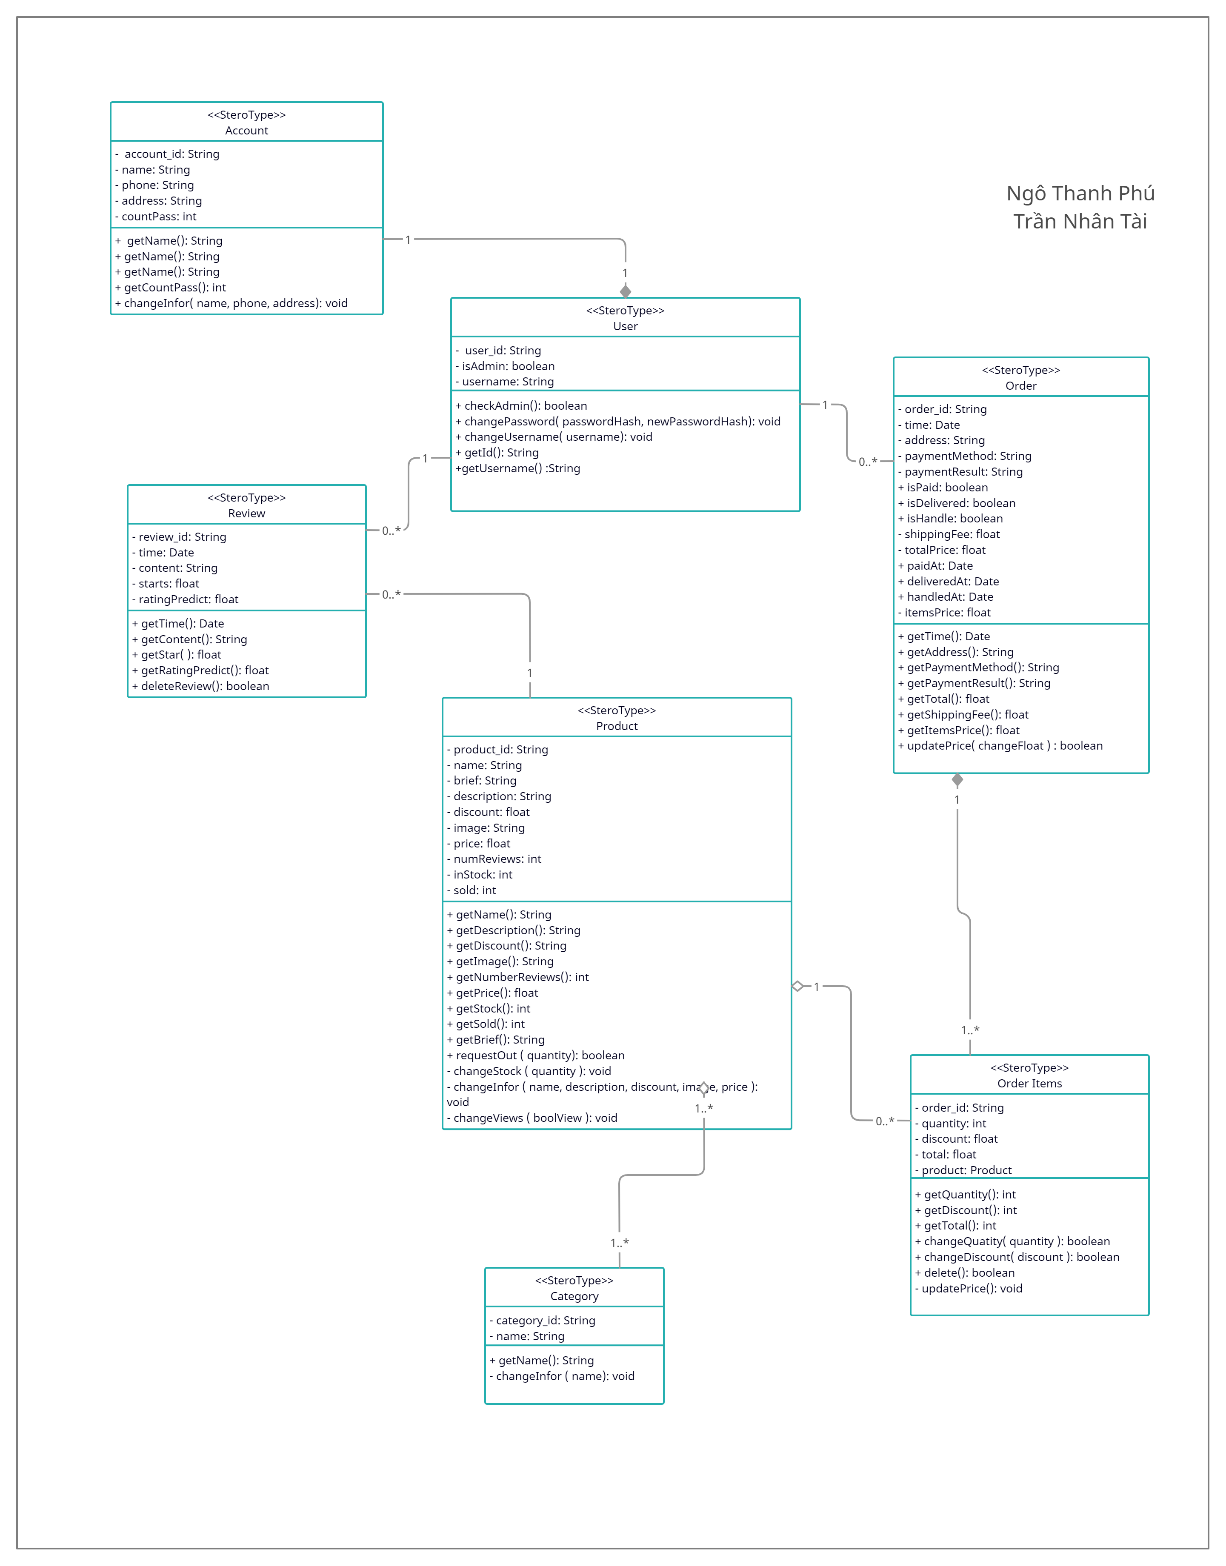 <<SteroType>>
Account
-  account_id: String
- name: String
- phone: String
- address: String
- countPass: int
+  getName(): String
+ getName(): String
+ getName(): String
+ getCountPass(): int
+ changeInfor( name, phone, address): void
Ngô Thanh Phú
Trần Nhân Tài
1
1
<<SteroType>>
User
-  user_id: String
- isAdmin: boolean
- username: String
+ checkAdmin(): boolean
+ changePassword( passwordHash, newPasswordHash): void
+ changeUsername( username): void
+ getId(): String
+getUsername() :String
1
0..*
1
0..*
<<SteroType>>
Order
- order_id: String
- time: Date
- address: String
- paymentMethod: String
- paymentResult: String
+ isPaid: boolean
+ isDelivered: boolean
+ isHandle: boolean
- shippingFee: float
- totalPrice: float
+ paidAt: Date
+ deliveredAt: Date
+ handledAt: Date
- itemsPrice: float
+ getTime(): Date
+ getAddress(): String
+ getPaymentMethod(): String
+ getPaymentResult(): String
+ getTotal(): float
+ getShippingFee(): float
+ getItemsPrice(): float
+ updatePrice( changeFloat ) : boolean
<<SteroType>>
Review
- review_id: String
- time: Date
- content: String
- starts: float
- ratingPredict: float
+ getTime(): Date
+ getContent(): String
+ getStar( ): float
+ getRatingPredict(): float
+ deleteReview(): boolean
0..*
1
<<SteroType>>
Product
- product_id: String
- name: String
- brief: String
- description: String
- discount: float
- image: String
- price: float
- numReviews: int
- inStock: int
- sold: int
+ getName(): String
+ getDescription(): String
+ getDiscount(): String
+ getImage(): String
+ getNumberReviews(): int
+ getPrice(): float
+ getStock(): int
+ getSold(): int
+ getBrief(): String
+ requestOut ( quantity): boolean
- changeStock ( quantity ): void
- changeInfor ( name, description, discount, image, price ):
void
- changeViews ( boolView ): void
1
1..*
1
0..*
<<SteroType>>
Order Items
- order_id: String
- quantity: int
- discount: float
- total: float
- product: Product
+ getQuantity(): int
+ getDiscount(): int
+ getTotal(): int
+ changeQuatity( quantity ): boolean
+ changeDiscount( discount ): boolean
+ delete(): boolean
- updatePrice(): void
1..*
1..*
<<SteroType>>
Category
- category_id: String
- name: String
+ getName(): String
- changeInfor ( name): void